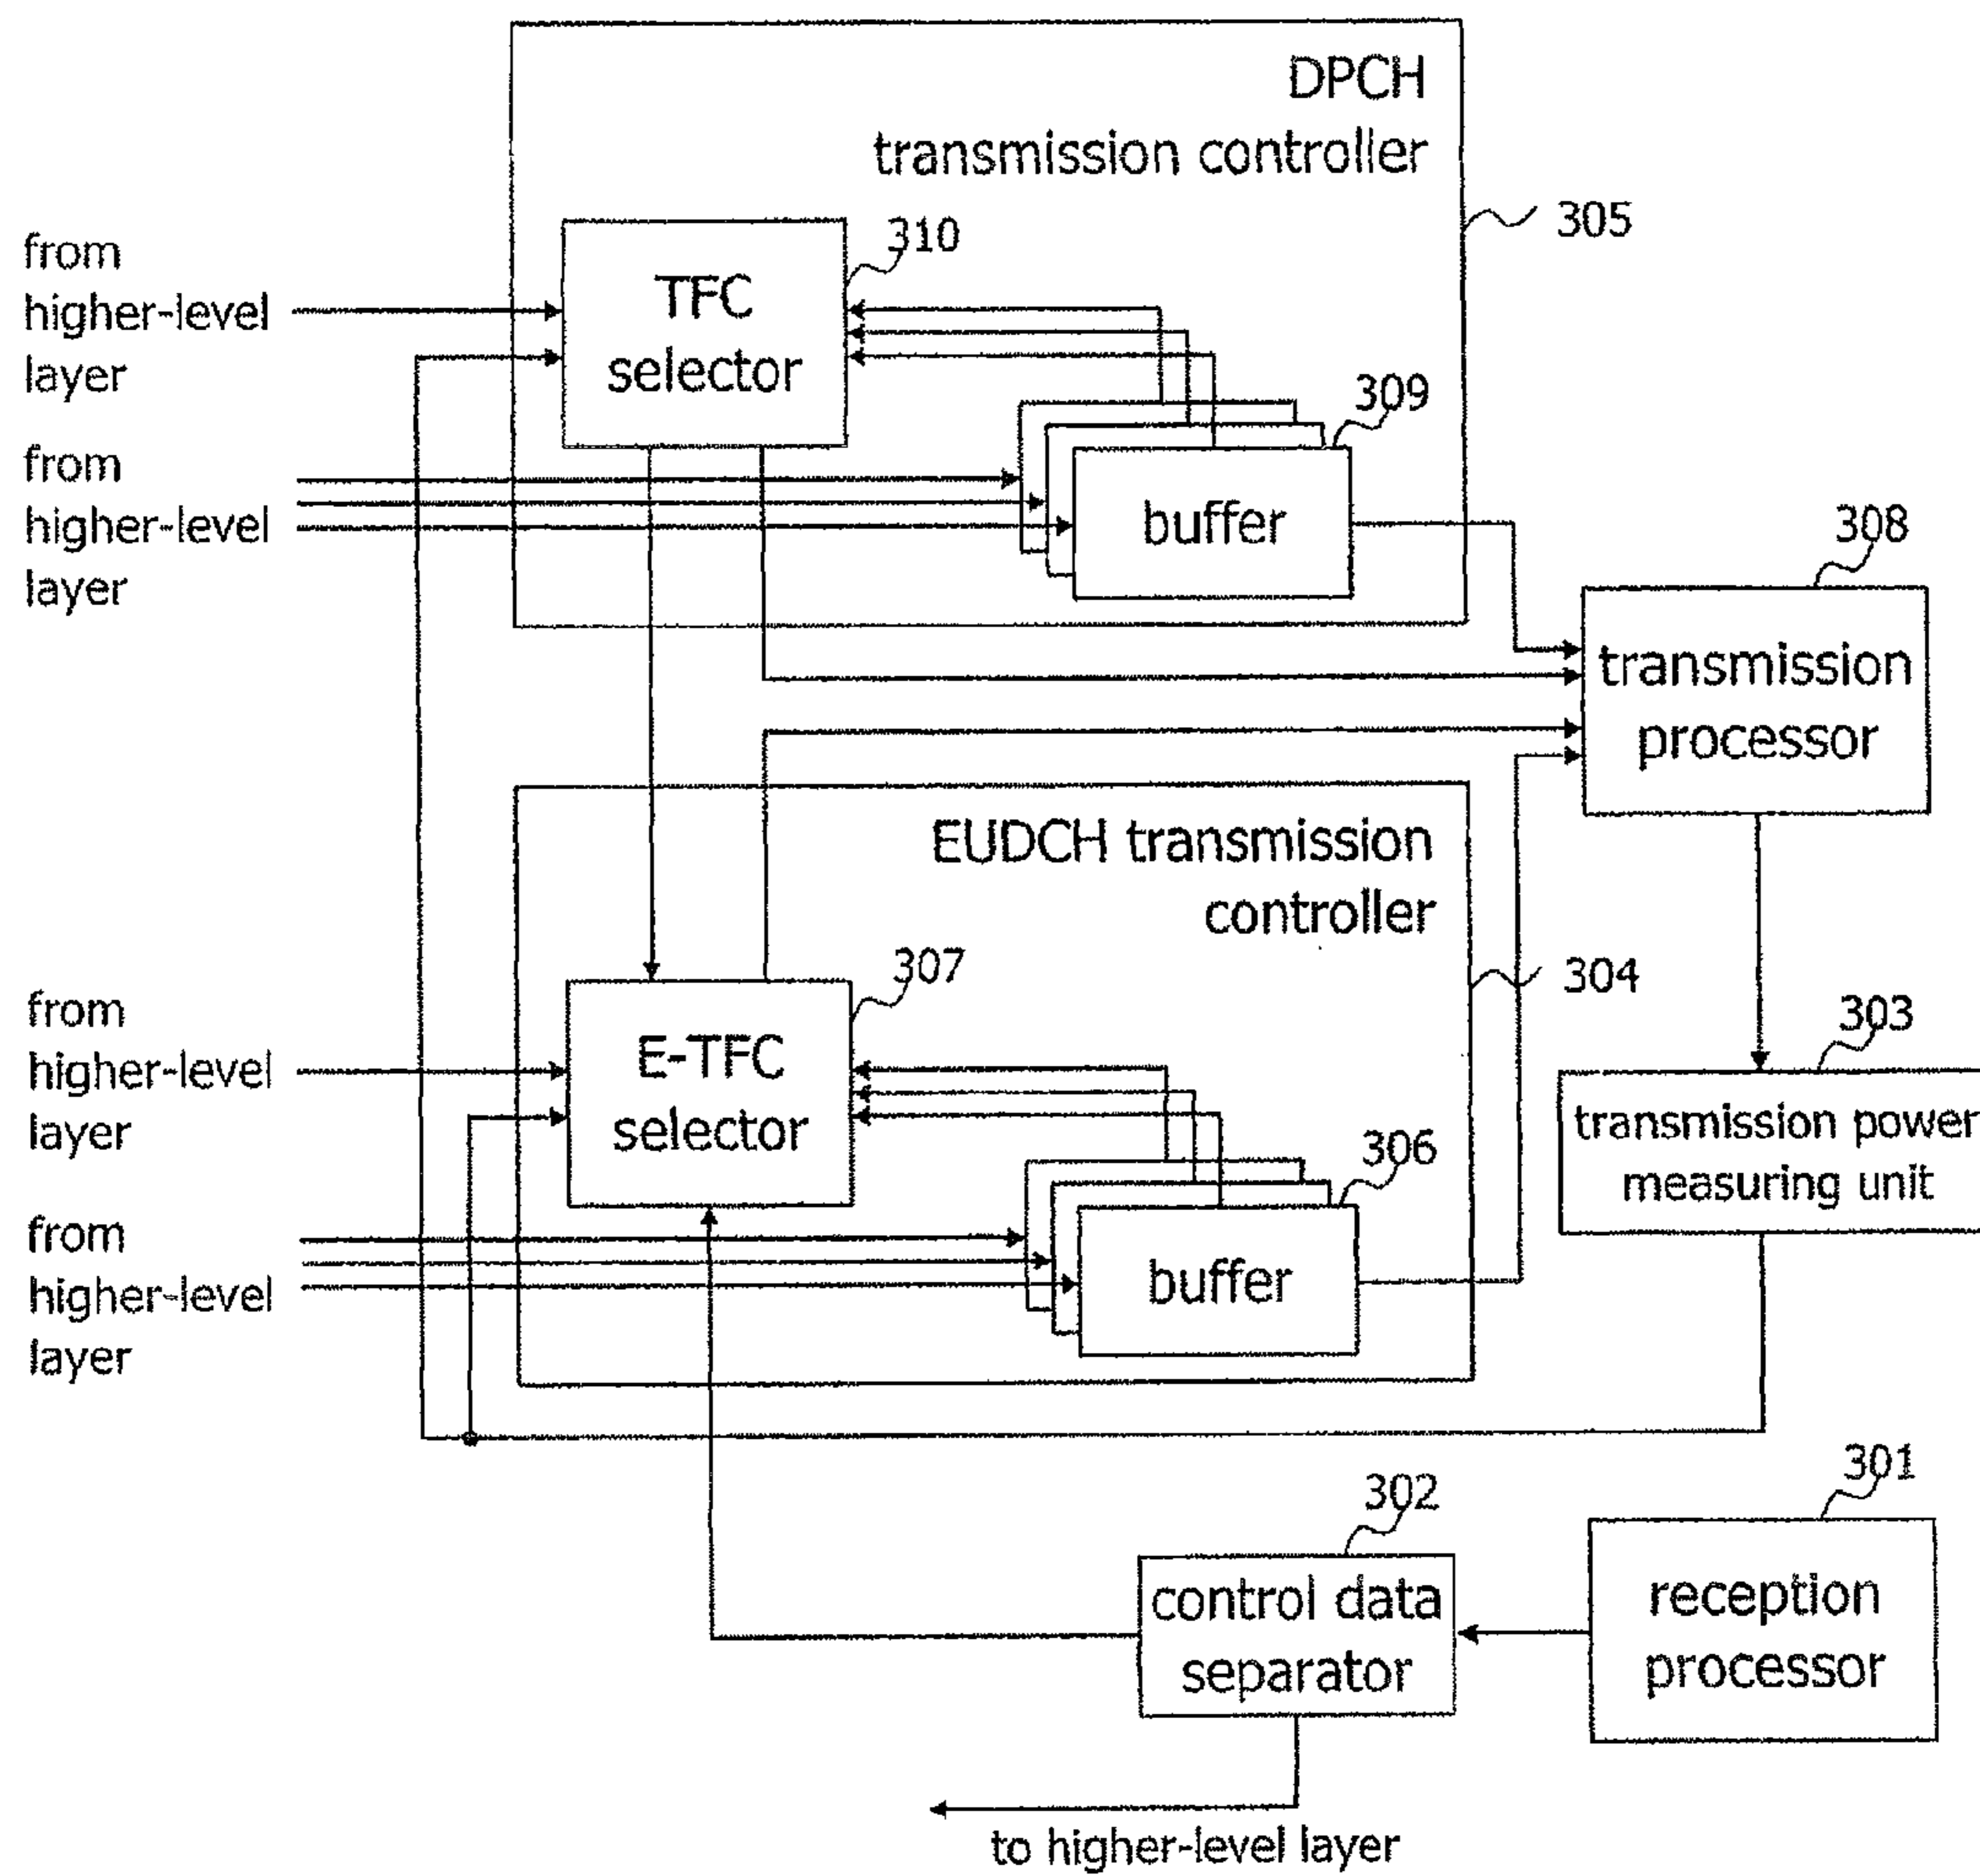 DPCH
transmission controller
305
310
from
higher-level
layer
TFC
selector
309
from
higher-level
layer
buffer
308
transmission
processor
EUDCH transmission
controller
307
304
from
higher-level
layer
E-TFC
selector
303
transmission power
measuring unit
306
from
higher-level
layer
buffer
301
302
control data
separator
reception
processor
to higher-level layer